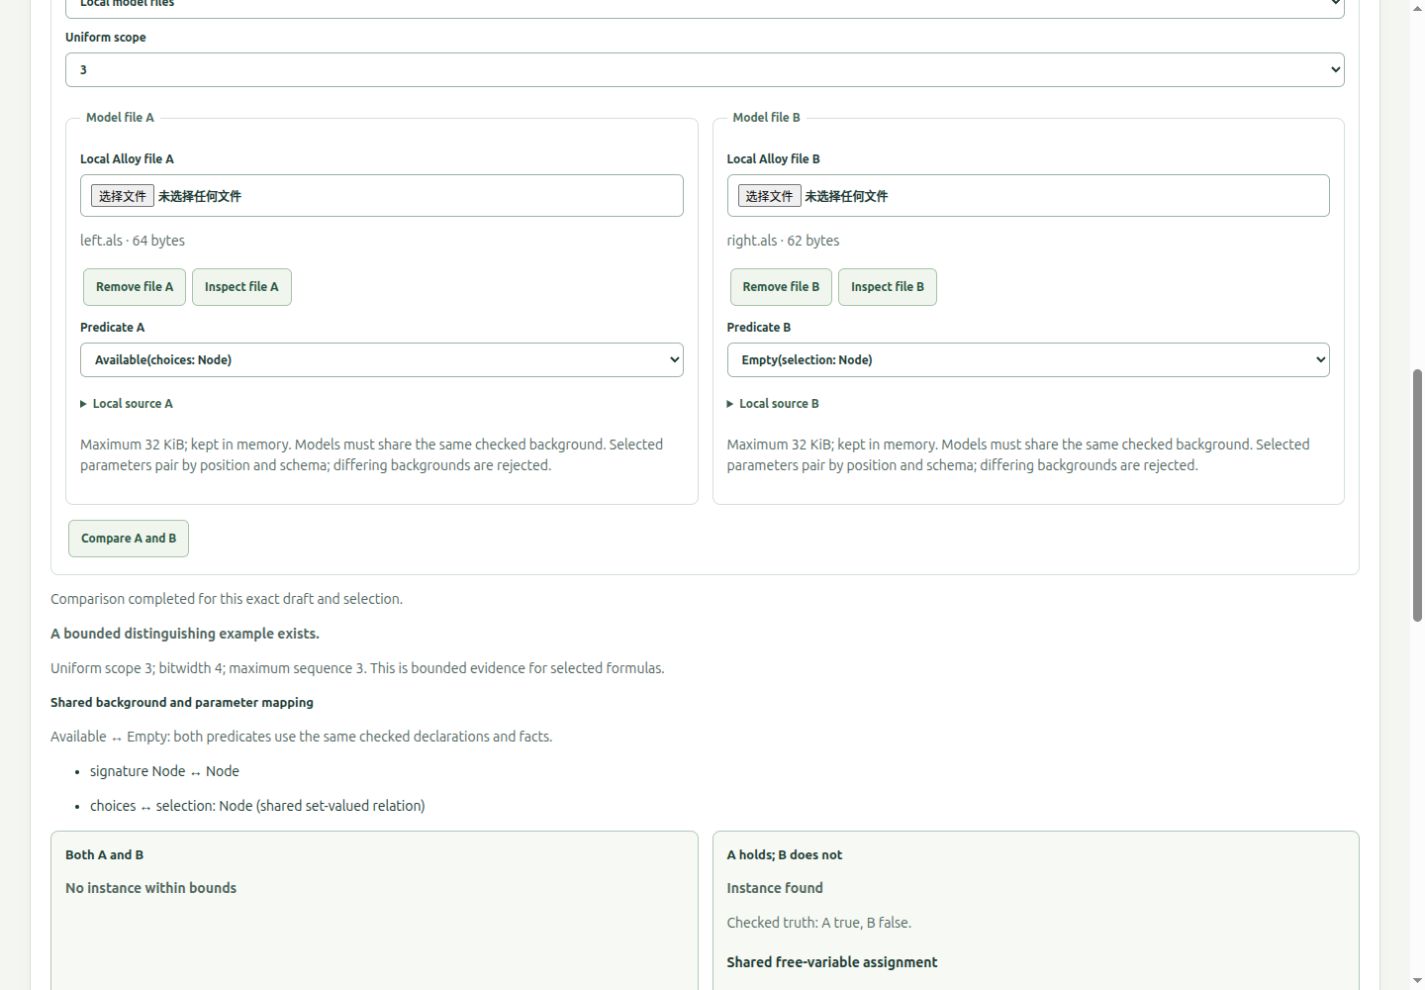 Local model files
Uniform scope
3
Model file A
Local Alloy file A
选择文件 未选择任何文件
left.als · 64 bytes
Remove file A
Inspect file A
Predicate A
Available(choices: Node)
Local source A
Maximum 32 KiB; kept in memory. Models must share the same checked background. Selected
parameters pair by position and schema; differing backgrounds are rejected.
Model file B
Local Alloy file B
选择文件 未选择任何文件
right.als · 62 bytes
Remove file B
Inspect file B
Predicate B
Empty(selection: Node)
Local source B
Maximum 32 KiB; kept in memory. Models must share the same checked background. Selected
parameters pair by position and schema; differing backgrounds are rejected.
Compare A and B
Comparison completed for this exact draft and selection.
A bounded distinguishing example exists.
Uniform scope 3; bitwidth 4; maximum sequence 3. This is bounded evidence for selected formulas.
Shared background and parameter mapping
Available ↔ Empty: both predicates use the same checked declarations and facts.
• signature Node ↔ Node
• choices ↔ selection: Node (shared set-valued relation)
Both A and B
No instance within bounds
A holds; B does not
Instance found
Checked truth: A true, B false.
Shared free-variable assignment